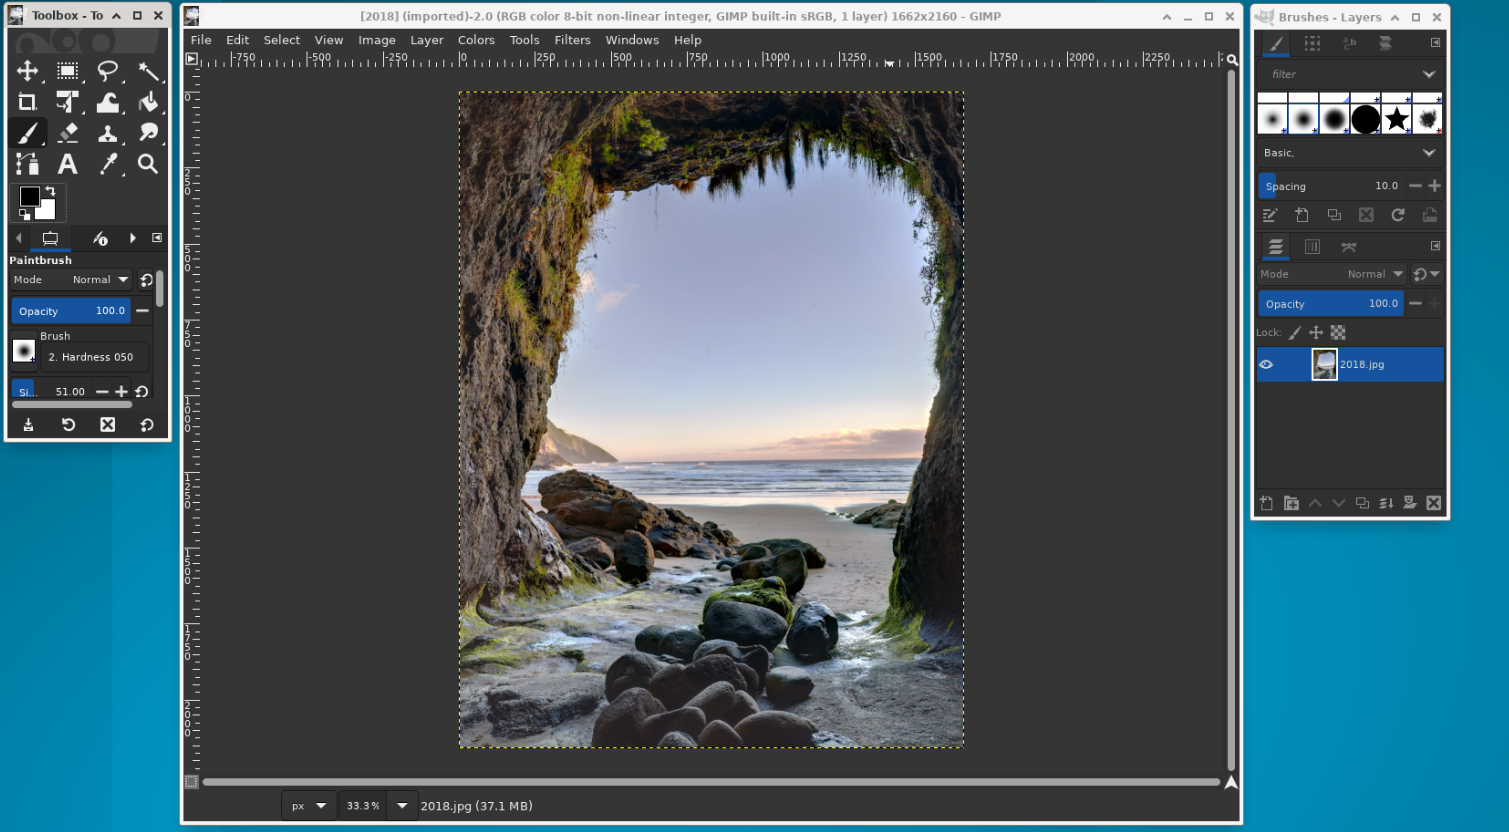 Toolbox - To
Paintbrush
Mode Normal
Opacity 100.0
Brush
2. Hardness 050
Si... 51.00
[2018] (imported)-2.0 (RGB color 8-bit non-linear integer, GIMP built-in sRGB, 1 layer) 1662x2160 – GIMP
File Edit Select View Image Layer Colors Tools Filters Windows Help
-750 -500 -250 0 250 500 750 1000 1250 1500 1750 2000 2250
0
250
500
750
1000
1250
1500
1750
2000
px 33.3% 2018.jpg (37.1 MB)
Brushes - Layers
filter
Basic,
Spacing 10.0
Mode Normal
Opacity 100.0
Lock:
2018.jpg